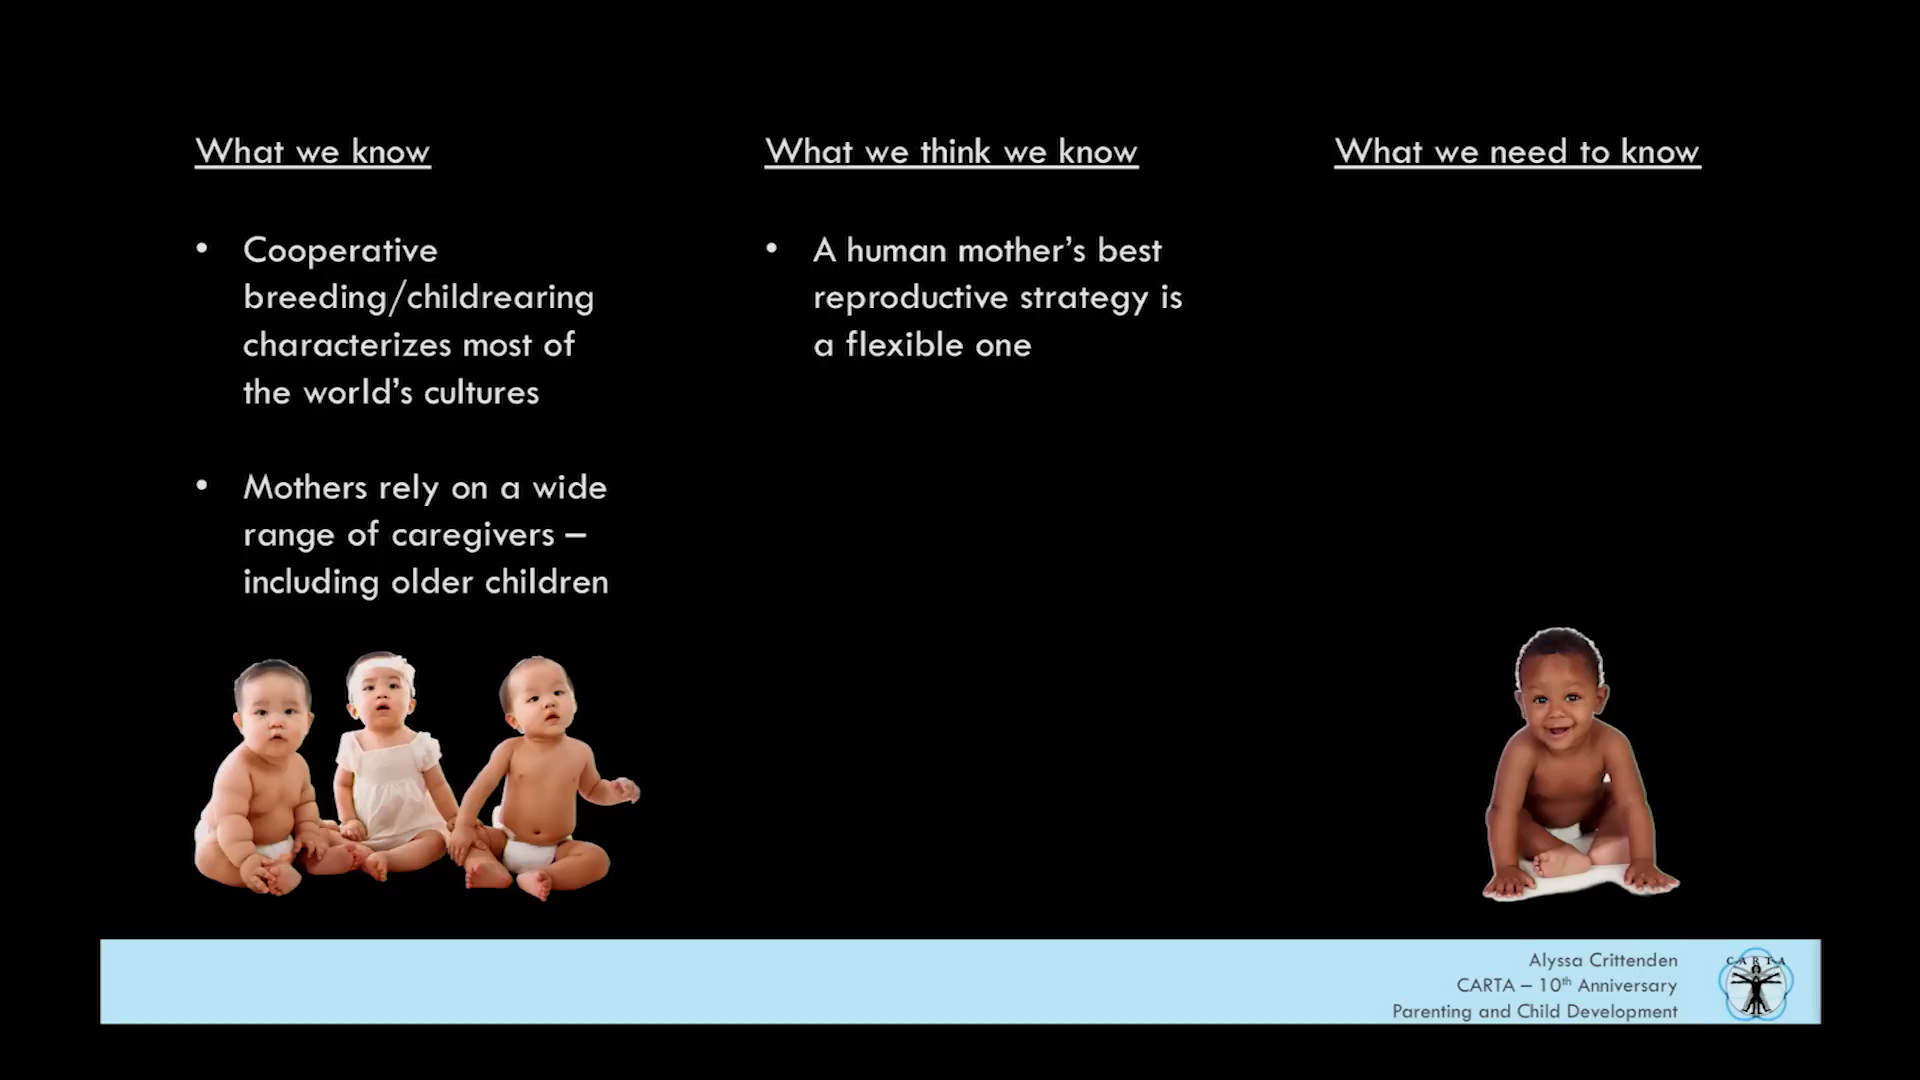 What we know
• Cooperative
breeding/childrearing
characterizes most of
the world’s cultures
• Mothers rely on a wide
range of caregivers –
including older children
What we think we know
• A human mother’s best
reproductive strategy is
a flexible one
What we need to know
Alyssa Crittenden
CARTA – 10th Anniversary
Parenting and Child Development
CARTA